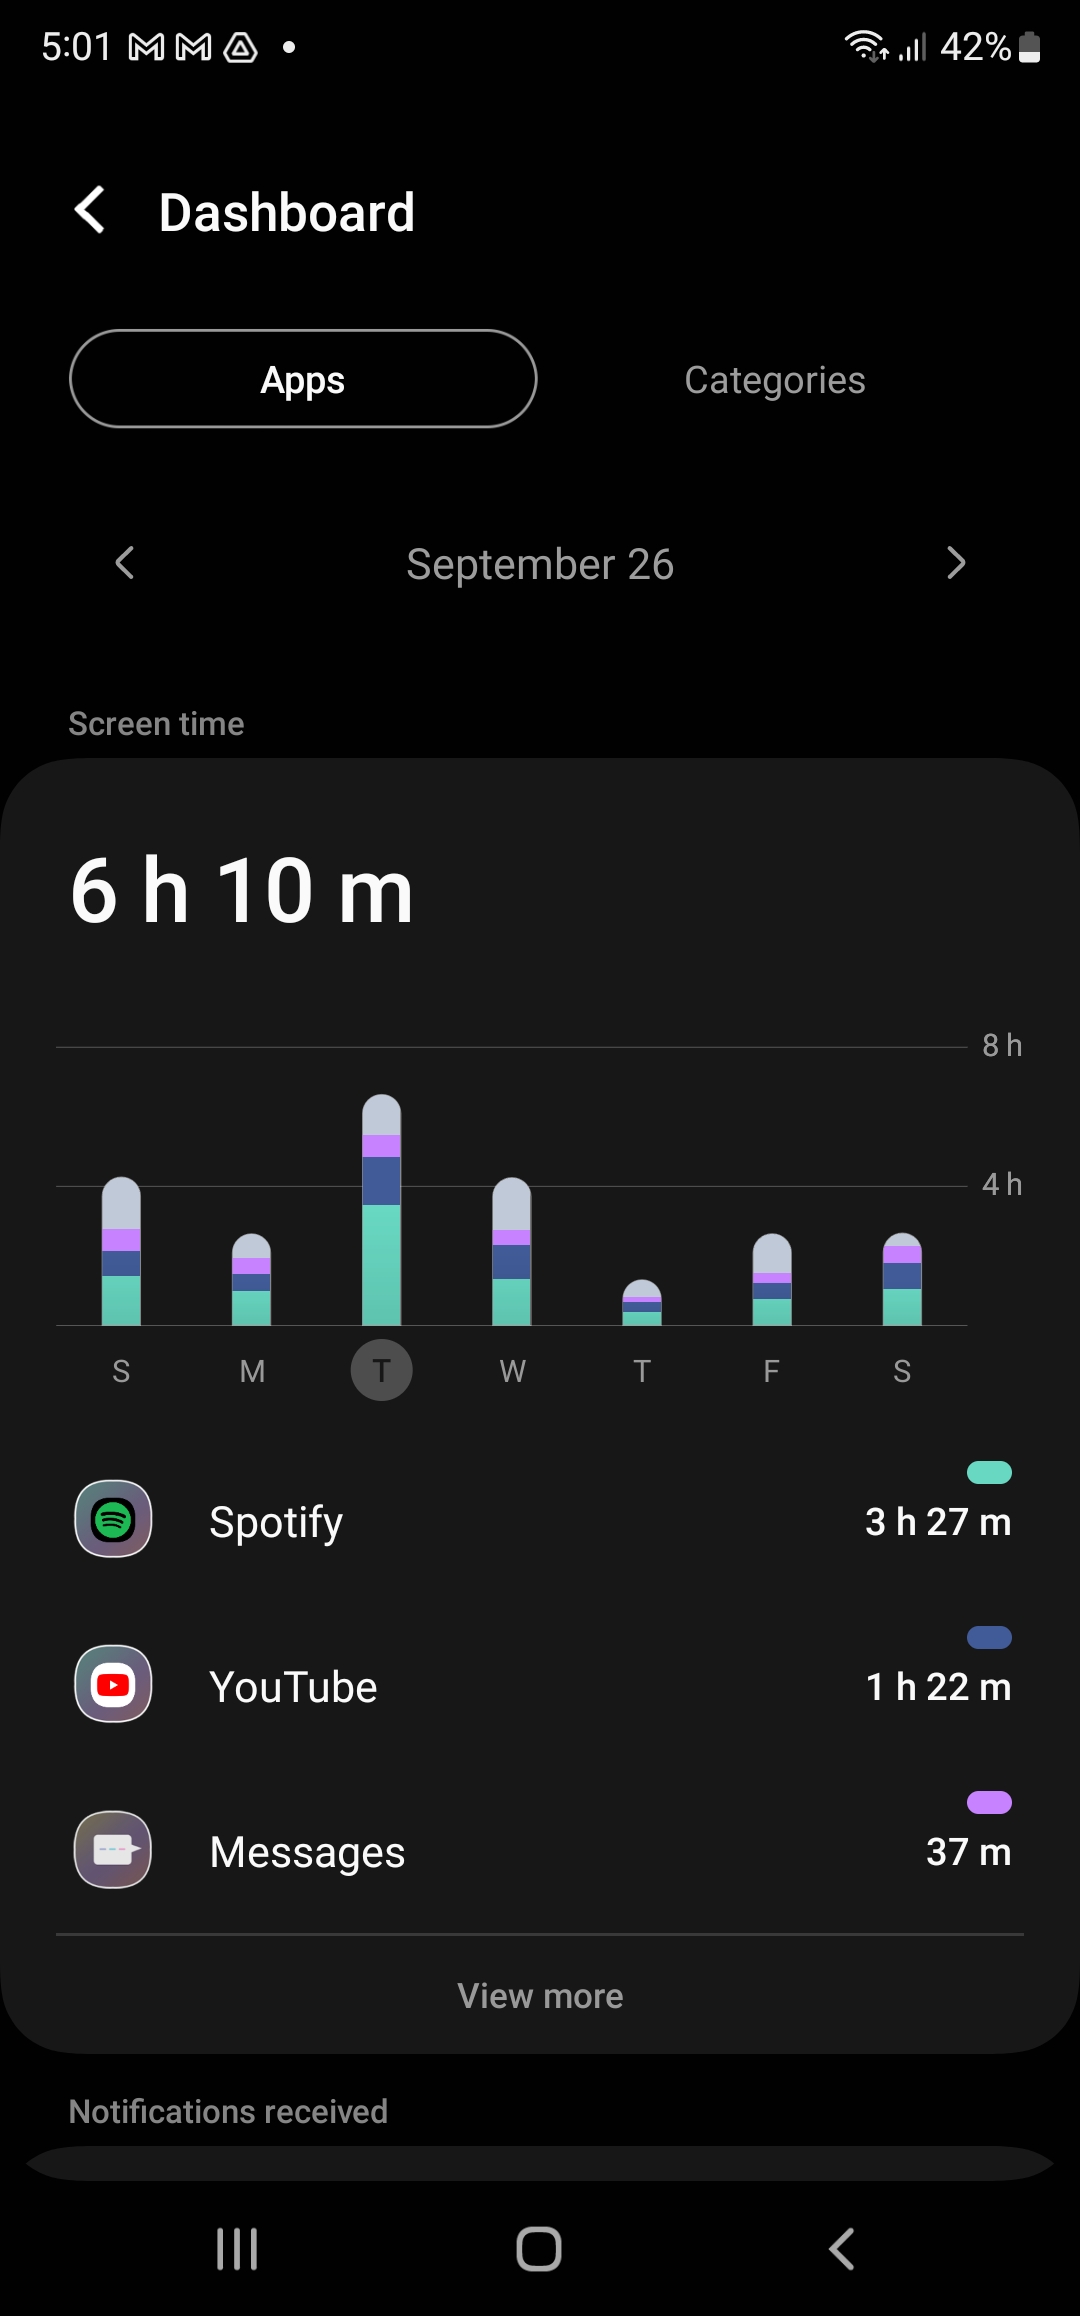 5:01 42%
Dashboard
Apps Categories
September 26
Screen time
6 h 10 m
8 h
4 h
S M T W T F S
Spotify 3 h 27 m
YouTube 1 h 22 m
Messages 37 m
View more
Notifications received